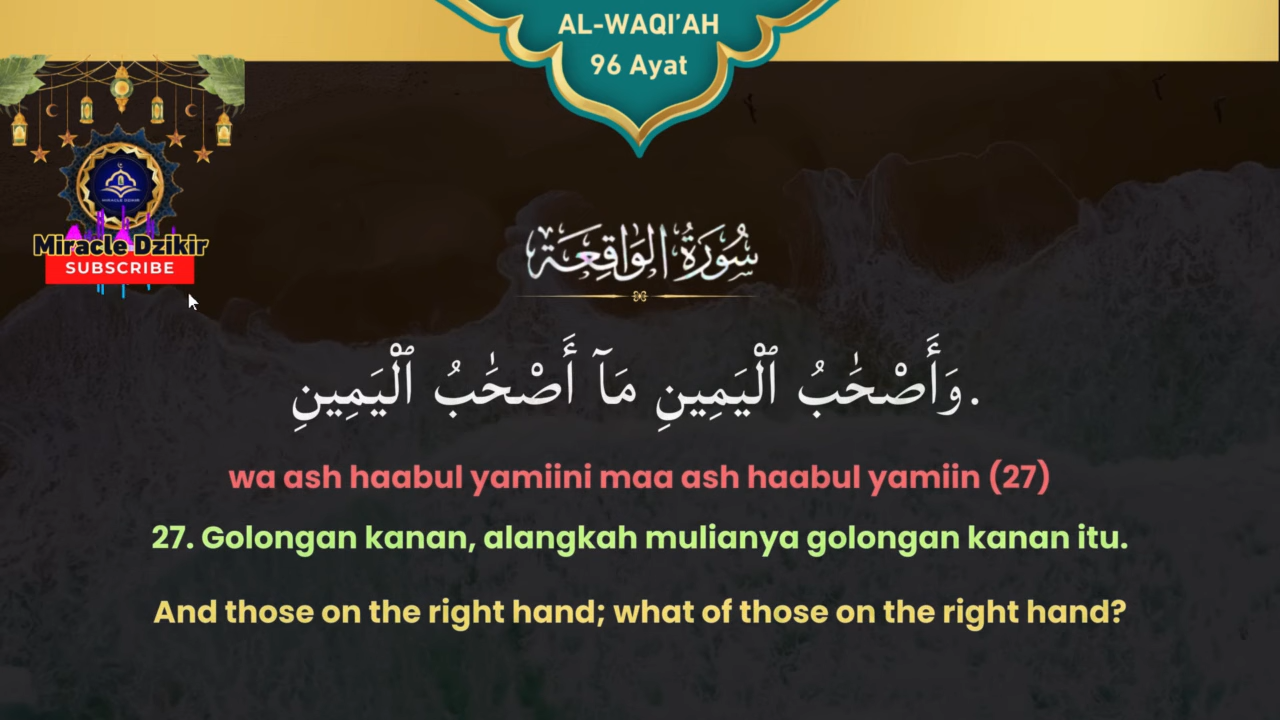 AL-WAQI'AH
96 Ayat
Miracle Dzikir
SUBSCRIBE
سُورَةُ الوَاقِعَة
وَأَصْحَٰبُ ٱلْيَمِينِ مَآ أَصْحَٰبُ ٱلْيَمِينِ.
wa ash haabul yamiini maa ash haabul yamiin (27)
27. Golongan kanan, alangkah mulianya golongan kanan itu.
And those on the right hand; what of those on the right hand?